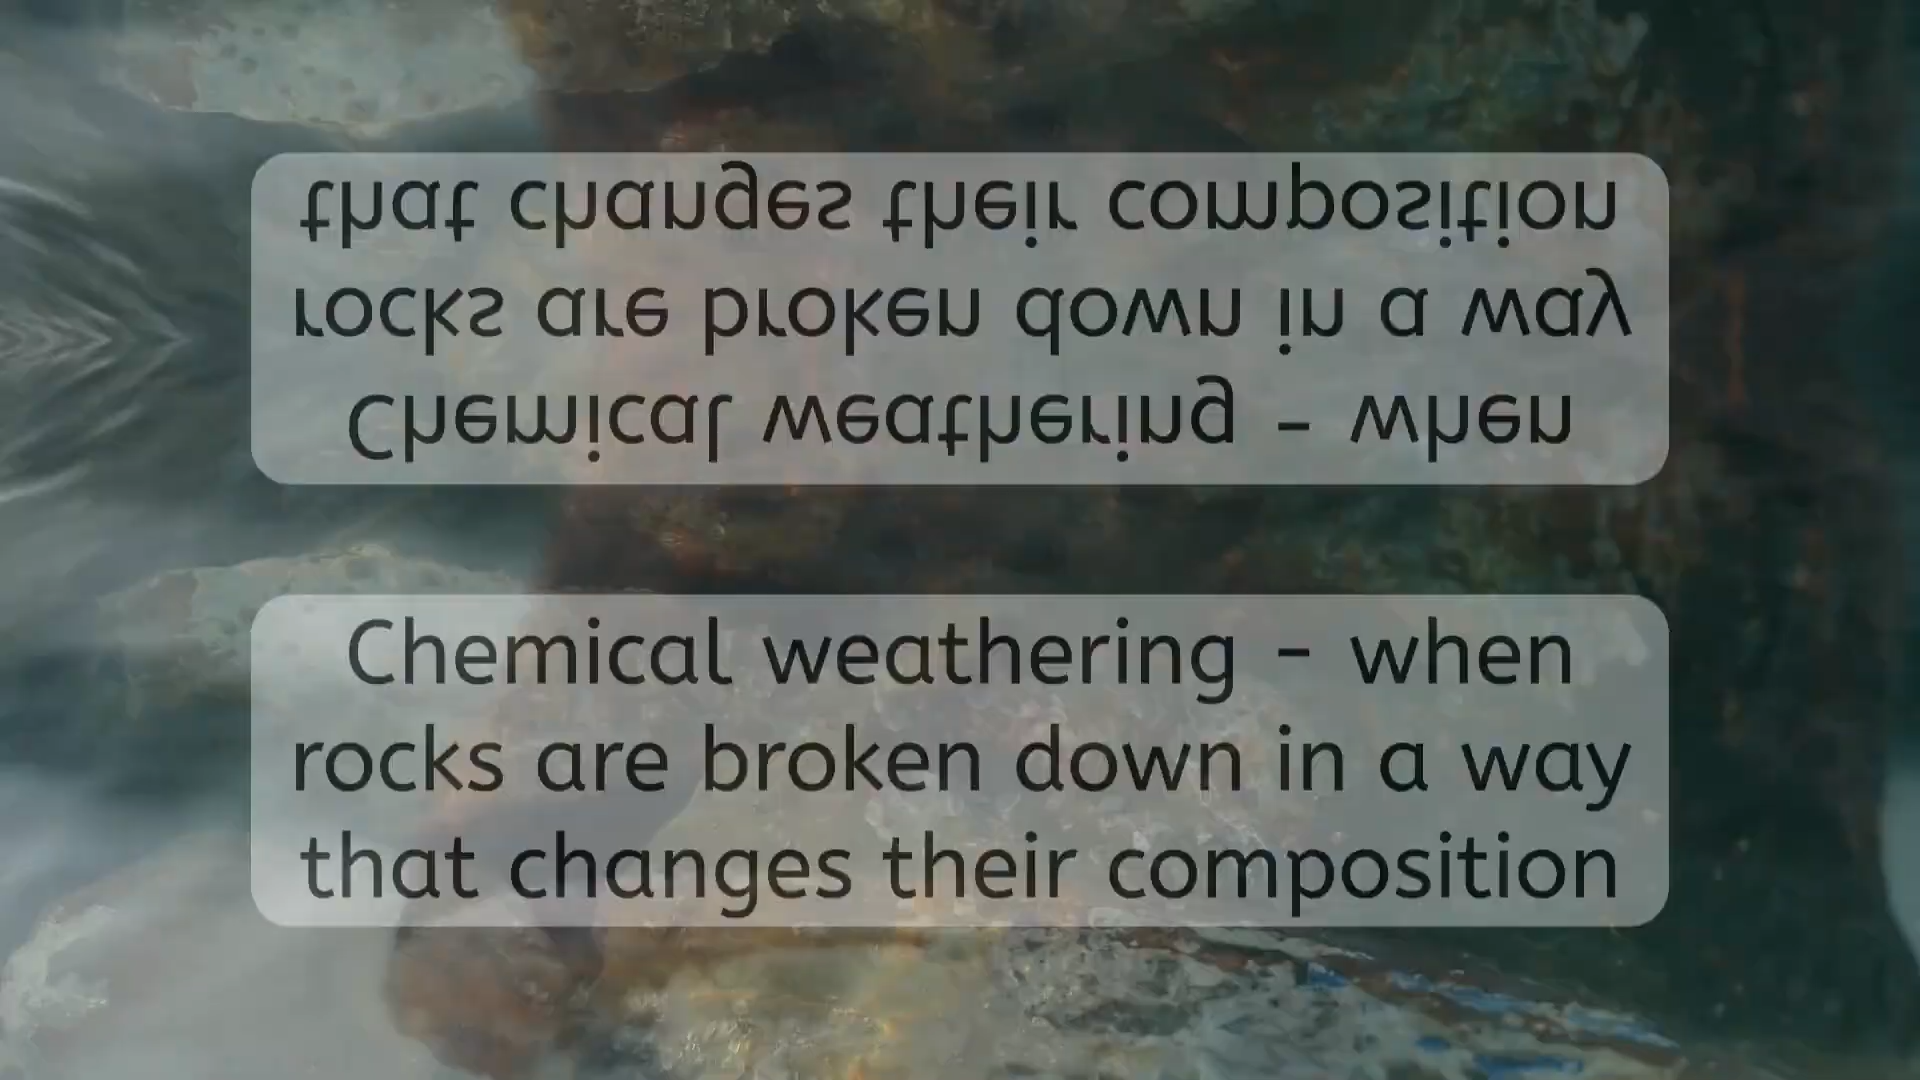 that changes their composition
rocks are broken down in a way
Chemical weathering - when
Chemical weathering - when
rocks are broken down in a way
that changes their composition